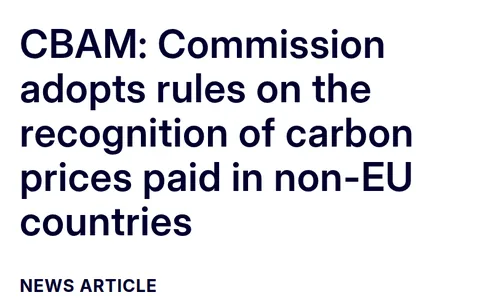 CBAM: Commission
adopts rules on the
recognition of carbon
prices paid in non-EU
countries
NEWS ARTICLE